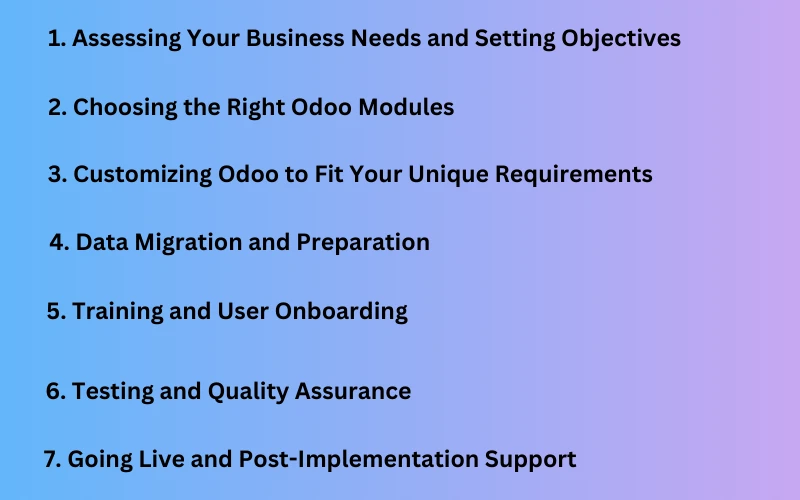 1. Assessing Your Business Needs and Setting Objectives
2. Choosing the Right Odoo Modules
3. Customizing Odoo to Fit Your Unique Requirements
4. Data Migration and Preparation
5. Training and User Onboarding
6. Testing and Quality Assurance
7. Going Live and Post-Implementation Support